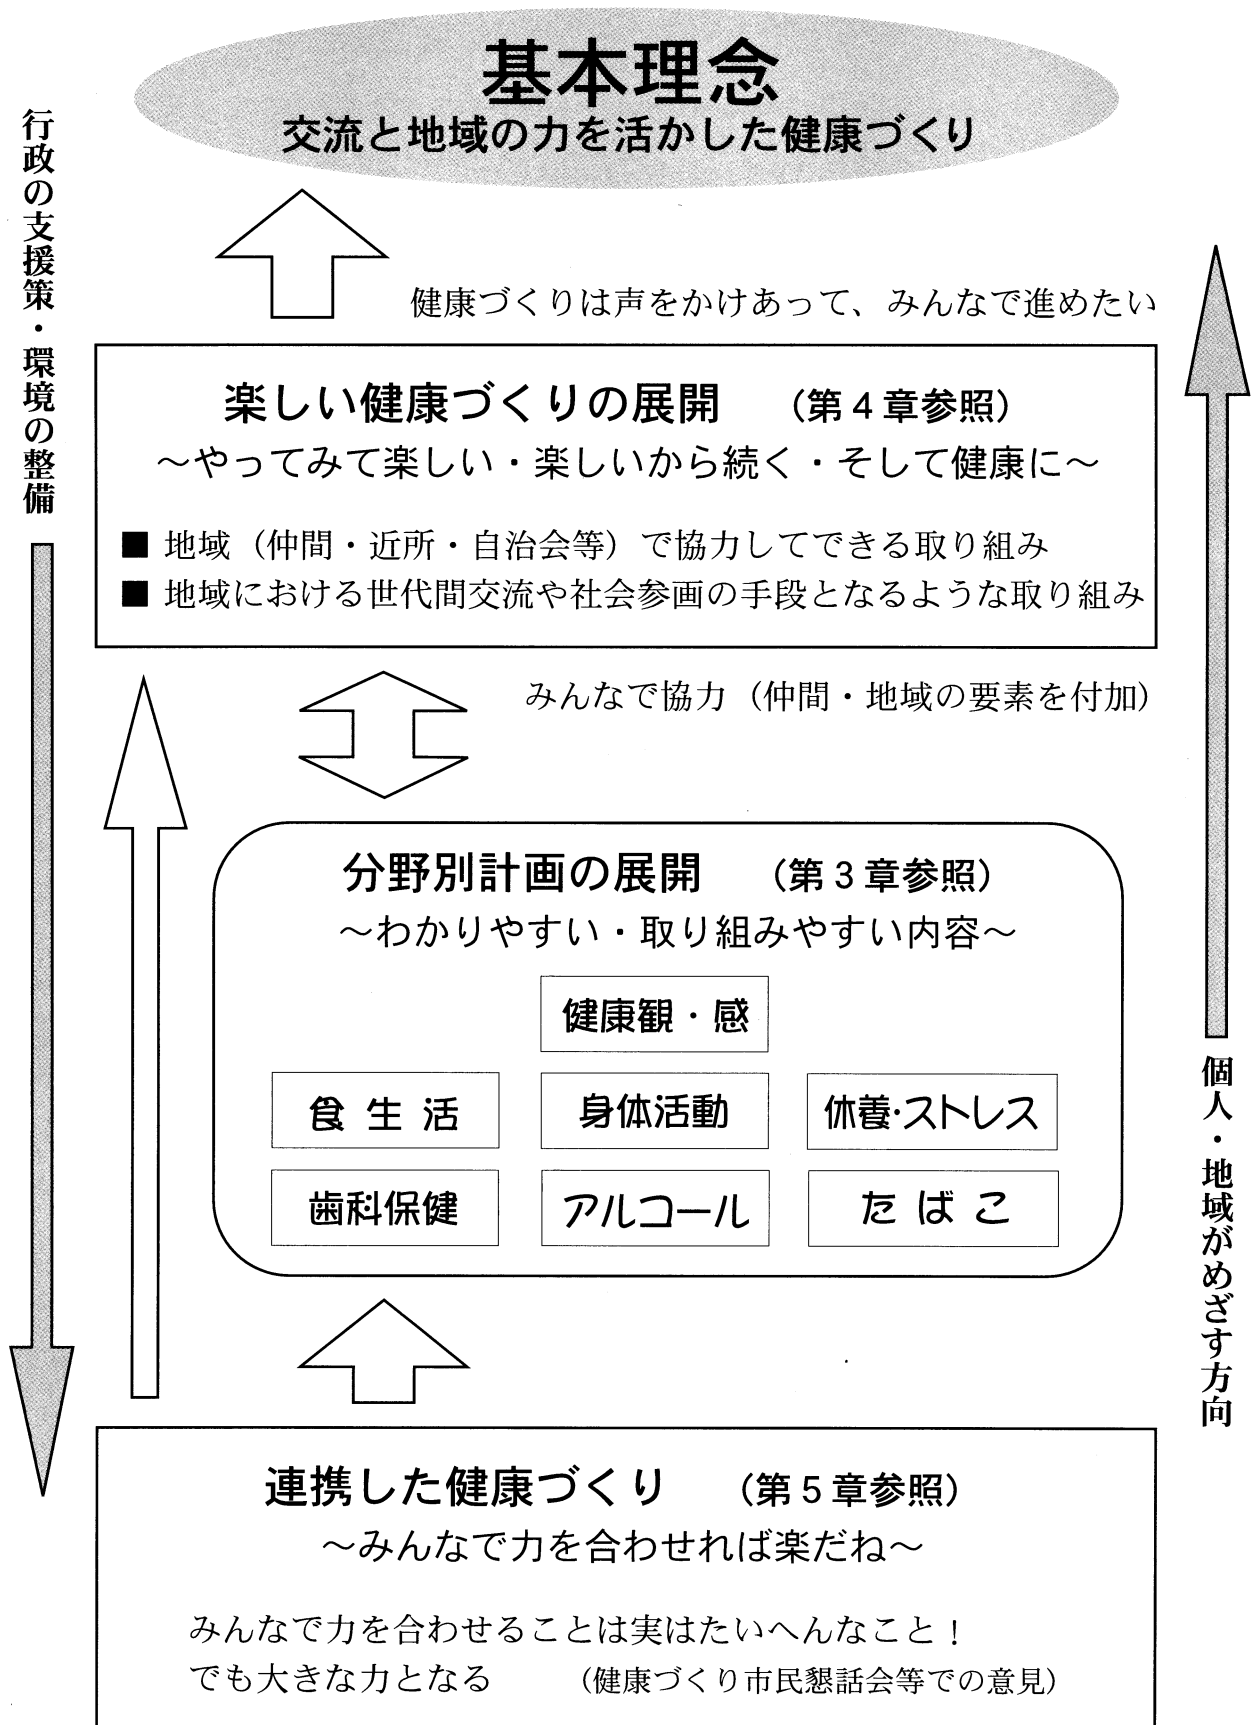 基本理念
交流と地域の力を活かした健康づくり
行政の支援策・環境の整備
健康づくりは声をかけあって、みんなで進めたい
楽しい健康づくりの展開 （第4章参照）
～やってみて楽しい・楽しいから続く・そして健康に～
■ 地域（仲間・近所・自治会等）で協力してできる取り組み
■ 地域における世代間交流や社会参画の手段となるような取り組み
みんなで協力（仲間・地域の要素を付加）
分野別計画の展開 （第3章参照）
～わかりやすい・取り組みやすい内容～
健康観・感
食生活 身体活動 休養・ストレス
歯科保健 アルコール たばこ
個人・地域がめざす方向
連携した健康づくり （第5章参照）
～みんなで力を合わせれば楽だね～
みんなで力を合わせることは実はたいへんなこと！
でも大きな力となる （健康づくり市民懇話会等での意見）